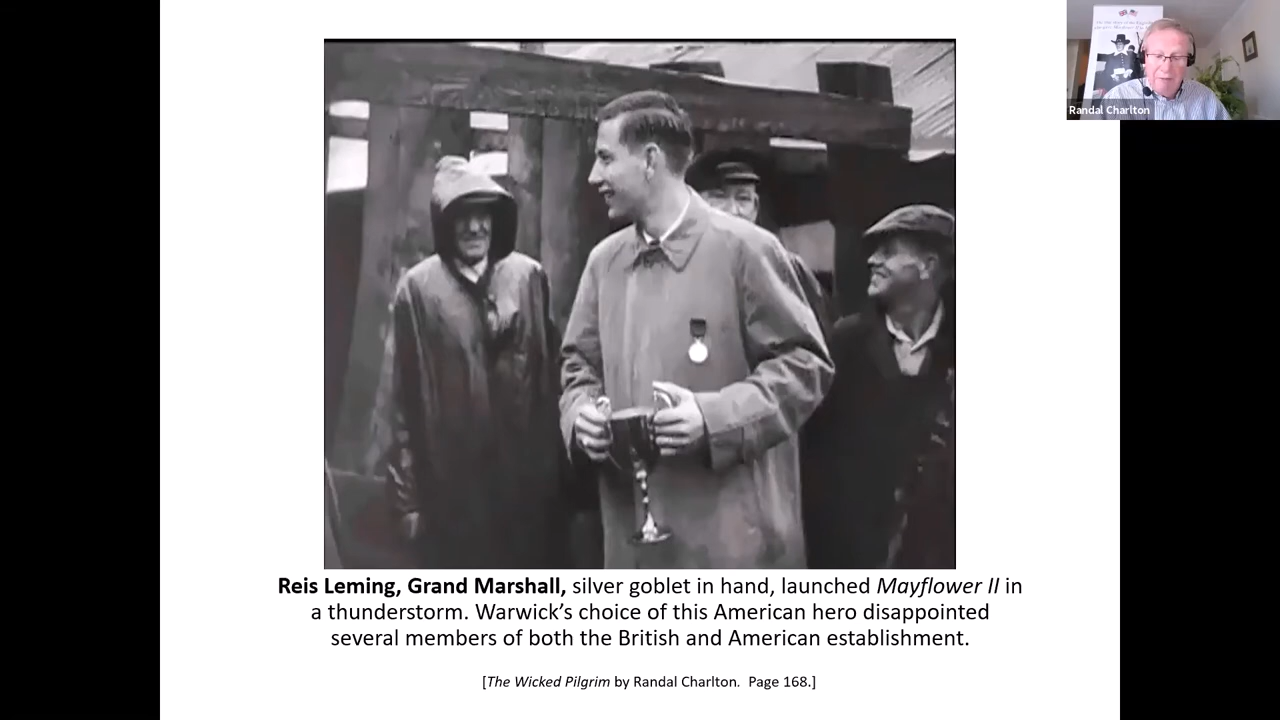 Randal Charlton
Reis Leming, Grand Marshall, silver goblet in hand, launched Mayflower II in
a thunderstorm. Warwick’s choice of this American hero disappointed
several members of both the British and American establishment.
[The Wicked Pilgrim by Randal Charlton.  Page 168.]